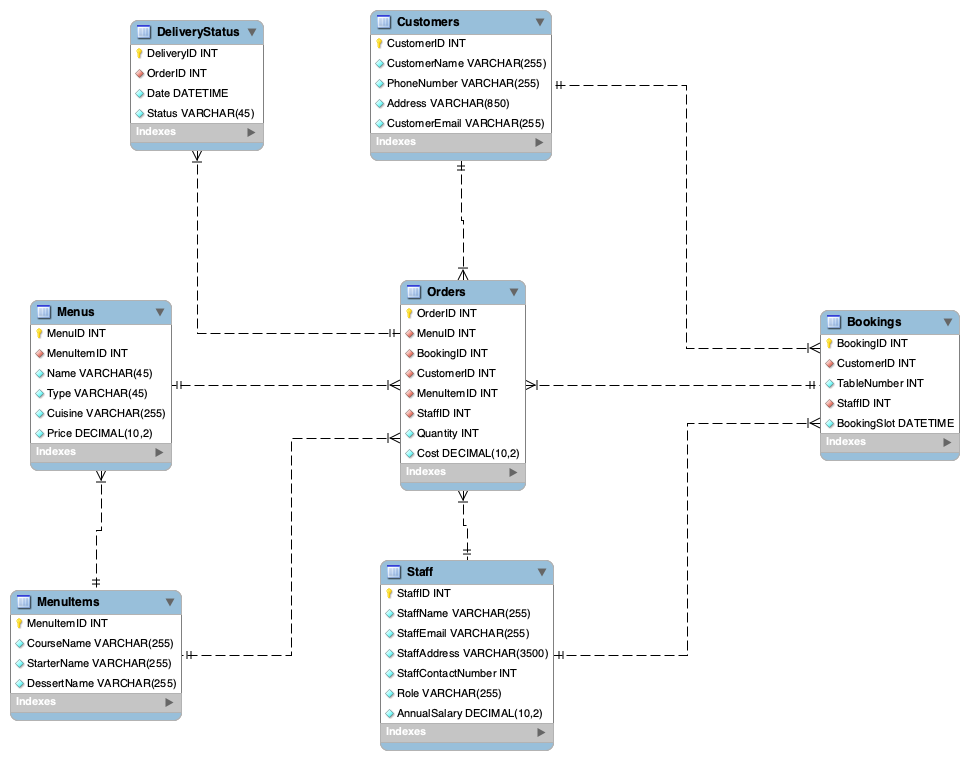 DeliveryStatus
DeliveryID INT
OrderID INT
Date DATETIME
Status VARCHAR(45)
Indexes
Customers
CustomerID INT
CustomerName VARCHAR(255)
PhoneNumber VARCHAR(255)
Address VARCHAR(850)
CustomerEmail VARCHAR(255)
Indexes
Menus
MenuID INT
MenuItemID INT
Name VARCHAR(45)
Type VARCHAR(45)
Cuisine VARCHAR(255)
Price DECIMAL(10,2)
Indexes
Orders
OrderID INT
MenuID INT
BookingID INT
CustomerID INT
MenuItemID INT
StaffID INT
Quantity INT
Cost DECIMAL(10,2)
Indexes
Bookings
BookingID INT
CustomerID INT
TableNumber INT
StaffID INT
BookingSlot DATETIME
Indexes
MenuItems
MenuItemID INT
CourseName VARCHAR(255)
StarterName VARCHAR(255)
DessertName VARCHAR(255)
Indexes
Staff
StaffID INT
StaffName VARCHAR(255)
StaffEmail VARCHAR(255)
StaffAddress VARCHAR(3500)
StaffContactNumber INT
Role VARCHAR(255)
AnnualSalary DECIMAL(10,2)
Indexes